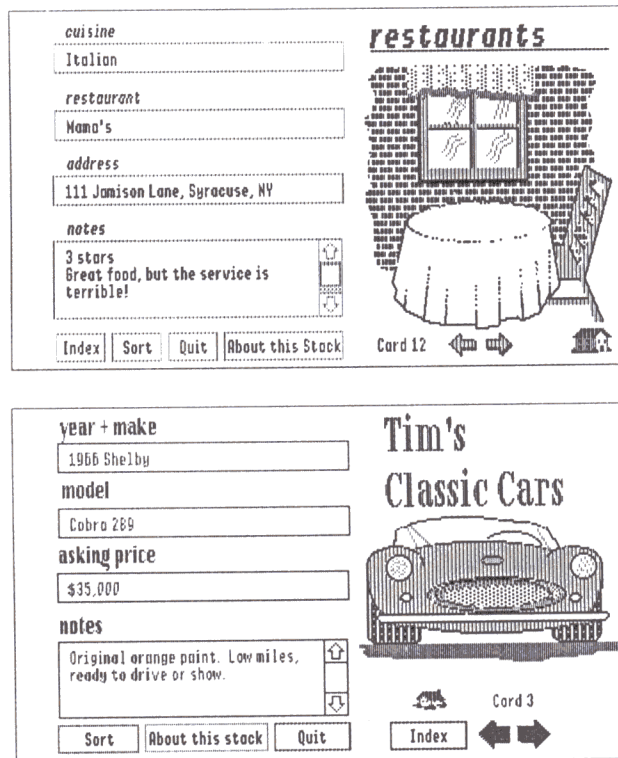 restaurants
cuisine
Italian
restaurant
Mama's
address
111 Jamison Lane, Syracuse, NY
notes
3 stars
Great food, but the service is
terrible!
Index Sort Quit About this Stack
Card 12
Tim's
Classic Cars
year + make
1966 Shelby
model
Cobra 289
asking price
$35,000
notes
Original orange paint. Low miles,
ready to drive or show.
Sort About this stack Quit
Card 3
Index